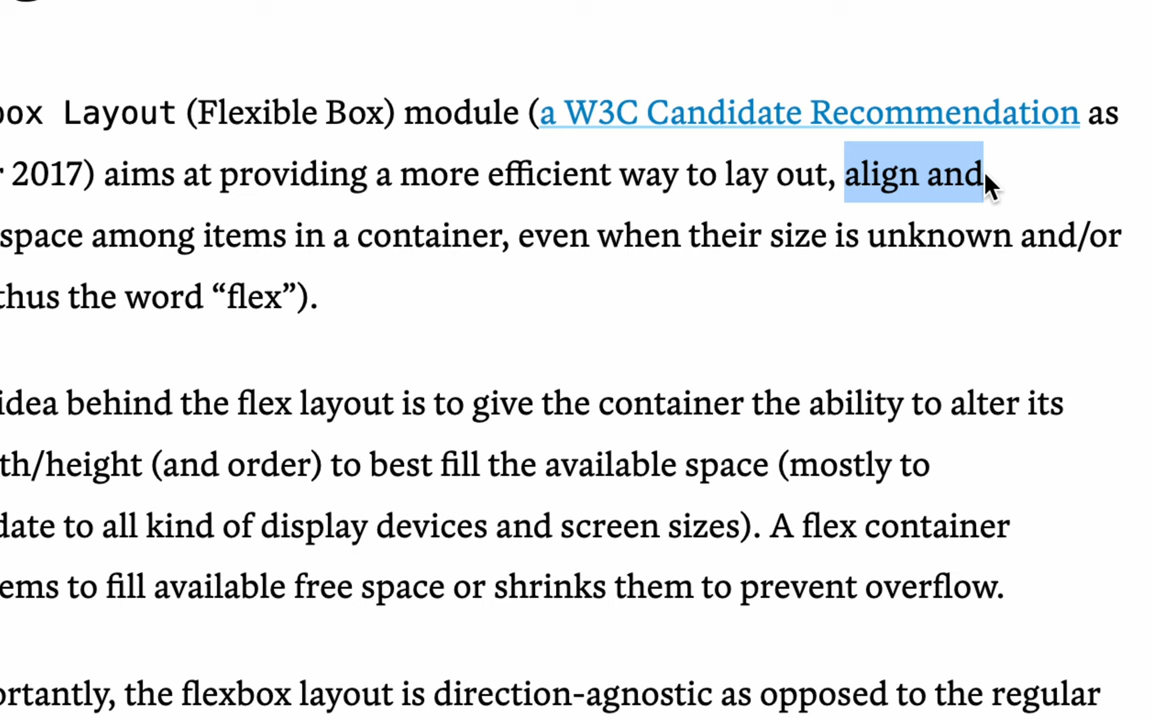 box Layout (Flexible Box) module (a W3C Candidate Recommendation as
2017) aims at providing a more efficient way to lay out, align and
space among items in a container, even when their size is unknown and/or
thus the word “flex”).
idea behind the flex layout is to give the container the ability to alter its
th/height (and order) to best fill the available space (mostly to
date to all kind of display devices and screen sizes). A flex container
ems to fill available free space or shrinks them to prevent overflow.
ortantly, the flexbox layout is direction-agnostic as opposed to the regular